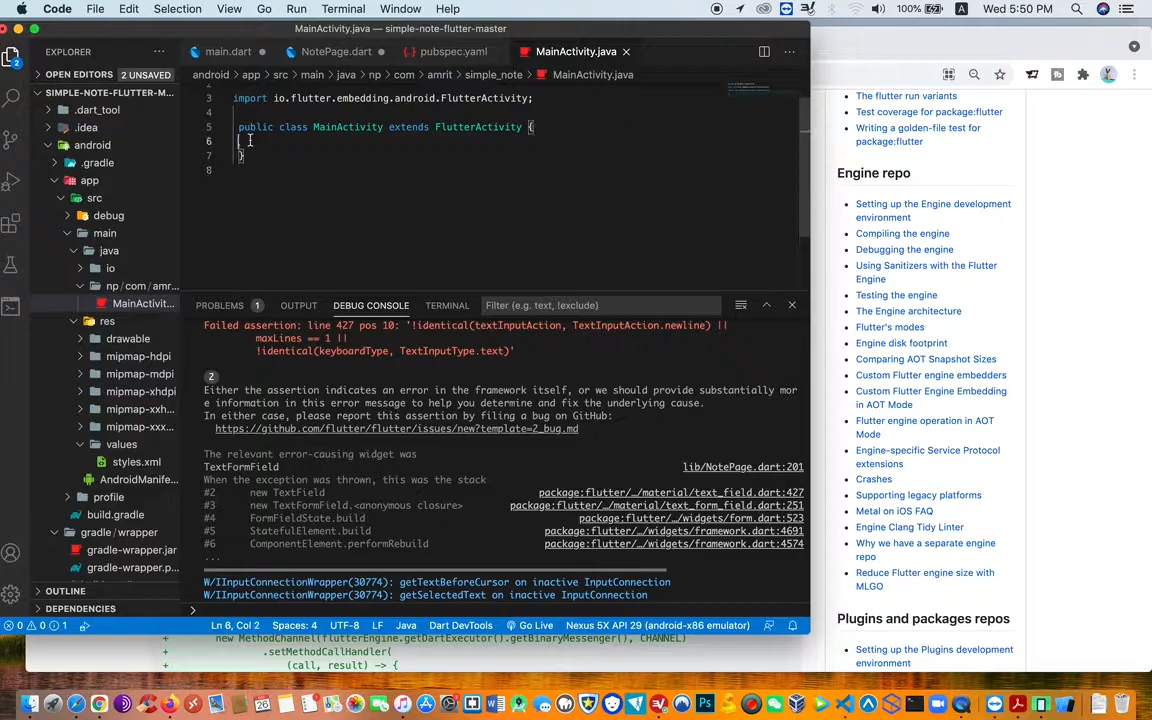 Code File Edit Selection View Go Run Terminal Window Help
100% A Wed 5:50 PM
MainActivity.java — simple-note-flutter-master
EXPLORER
main.dart
NotePage.dart
pubspec.yaml
MainActivity.java
OPEN EDITORS 2 UNSAVED
android › app › src › main › java › np › com › amrit › simple_note › MainActivity.java
SIMPLE-NOTE-FLUTTER-M...
.dart_tool
.idea
android
.gradle
app
src
debug
main
java
io
np/com/amr...
MainActivit...
res
drawable
mipmap-hdpi
mipmap-mdpi
mipmap-xhdpi
mipmap-xxh...
mipmap-xxx...
values
styles.xml
AndroidManife...
profile
build.gradle
gradle/wrapper
gradle-wrapper.jar
gradle-wrapper.p...
OUTLINE
DEPENDENCIES
2
3 import io.flutter.embedding.android.FlutterActivity;
4
5 public class MainActivity extends FlutterActivity {
6
7 }
8
PROBLEMS 1 OUTPUT DEBUG CONSOLE TERMINAL Filter (e.g. text, !exclude)
Failed assertion: line 427 pos 10: '!identical(textInputAction, TextInputAction.newline) ||
maxLines == 1 ||
!identical(keyboardType, TextInputType.text)'
2
Either the assertion indicates an error in the framework itself, or we should provide substantially mor
e information in this error message to help you determine and fix the underlying cause.
In either case, please report this assertion by filing a bug on GitHub:
https://github.com/flutter/flutter/issues/new?template=2_bug.md
The relevant error-causing widget was
TextFormField lib/NotePage.dart:201
When the exception was thrown, this was the stack
#2 new TextField package:flutter/…/material/text_field.dart:427
#3 new TextFormField.<anonymous closure> package:flutter/…/material/text_form_field.dart:251
#4 FormFieldState.build package:flutter/…/widgets/form.dart:523
#5 StatefulElement.build package:flutter/…/widgets/framework.dart:4691
#6 ComponentElement.performRebuild package:flutter/…/widgets/framework.dart:4574
...
W/IInputConnectionWrapper(30774): getTextBeforeCursor on inactive InputConnection
W/IInputConnectionWrapper(30774): getSelectedText on inactive InputConnection
0 0 1 Ln 6, Col 2 Spaces: 4 UTF-8 LF Java Dart DevTools Go Live Nexus 5X API 29 (android-x86 emulator)
+ new MethodChannel(flutterEngine.getDartExecutor().getBinaryMessenger(), CHANNEL)
+ .setMethodCallHandler(
+ (call, result) -> {
The flutter run variants
Test coverage for package:flutter
Writing a golden-file test for
package:flutter
Engine repo
Setting up the Engine development
environment
Compiling the engine
Debugging the engine
Using Sanitizers with the Flutter
Engine
Testing the engine
The Engine architecture
Flutter's modes
Engine disk footprint
Comparing AOT Snapshot Sizes
Custom Flutter engine embedders
Custom Flutter Engine Embedding
in AOT Mode
Flutter engine operation in AOT
Mode
Engine-specific Service Protocol
extensions
Crashes
Supporting legacy platforms
Metal on iOS FAQ
Engine Clang Tidy Linter
Why we have a separate engine
repo
Reduce Flutter engine size with
MLGO
Plugins and packages repos
Setting up the Plugins development
environment